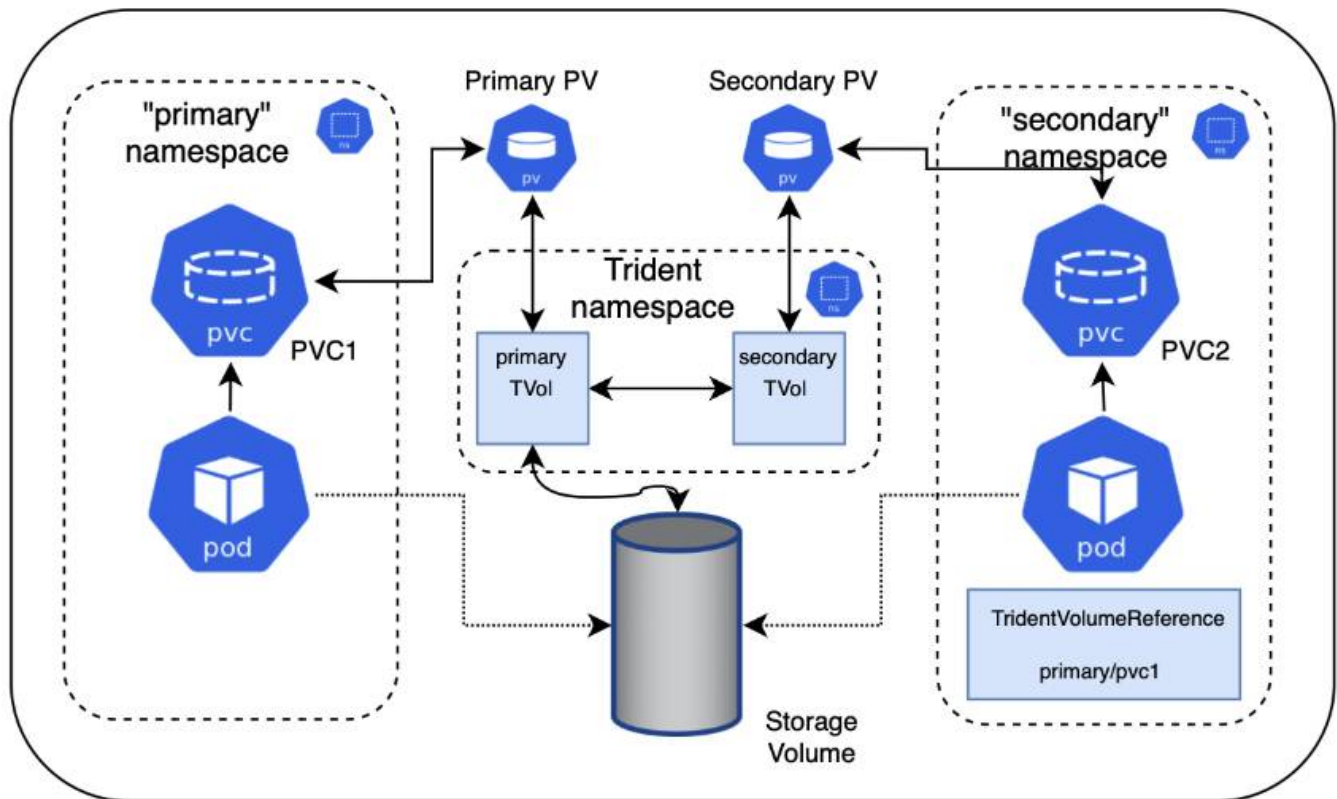 Primary PV
Secondary PV
"primary"
namespace
ns
pv
pv
"secondary"
namespace
ns
Trident
namespace
ns
pvc
PVC1
primary
TVol
secondary
TVol
pvc
PVC2
pod
pod
TridentVolumeReference
primary/pvc1
Storage
Volume